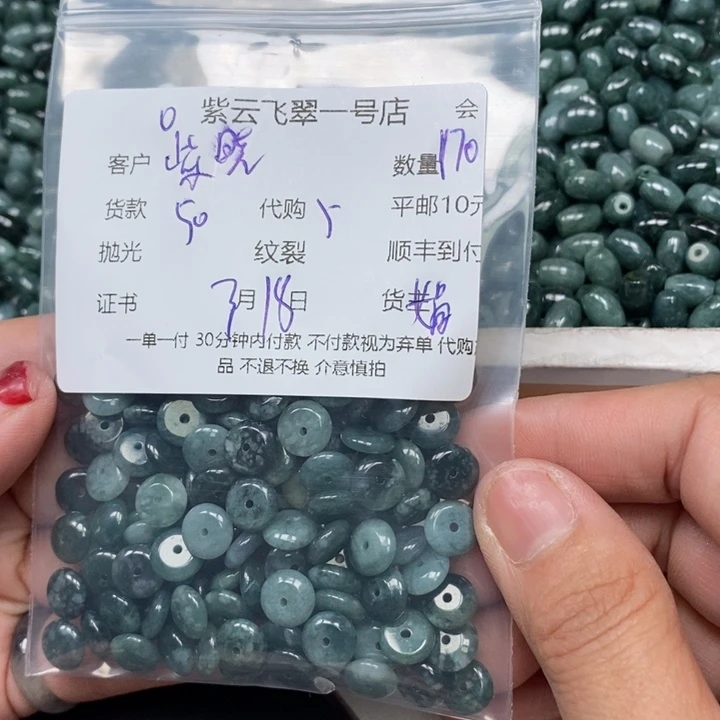 紫云飞翠一号店 会
客户 柴晓 数量 170
货款 50 代购 5 平邮10元
抛光 纹裂 顺丰到付
证书 7月18日 货主
一单一付 30分钟内付款 不付款视为弃单 代购
品 不退不换 介意慎拍